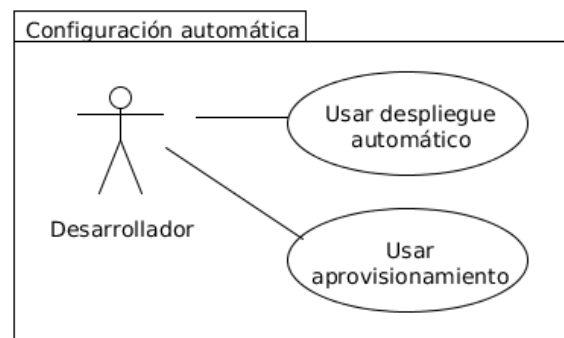 Configuración automática
Usar despliegue
automático
Desarrollador
Usar
aprovisionamiento